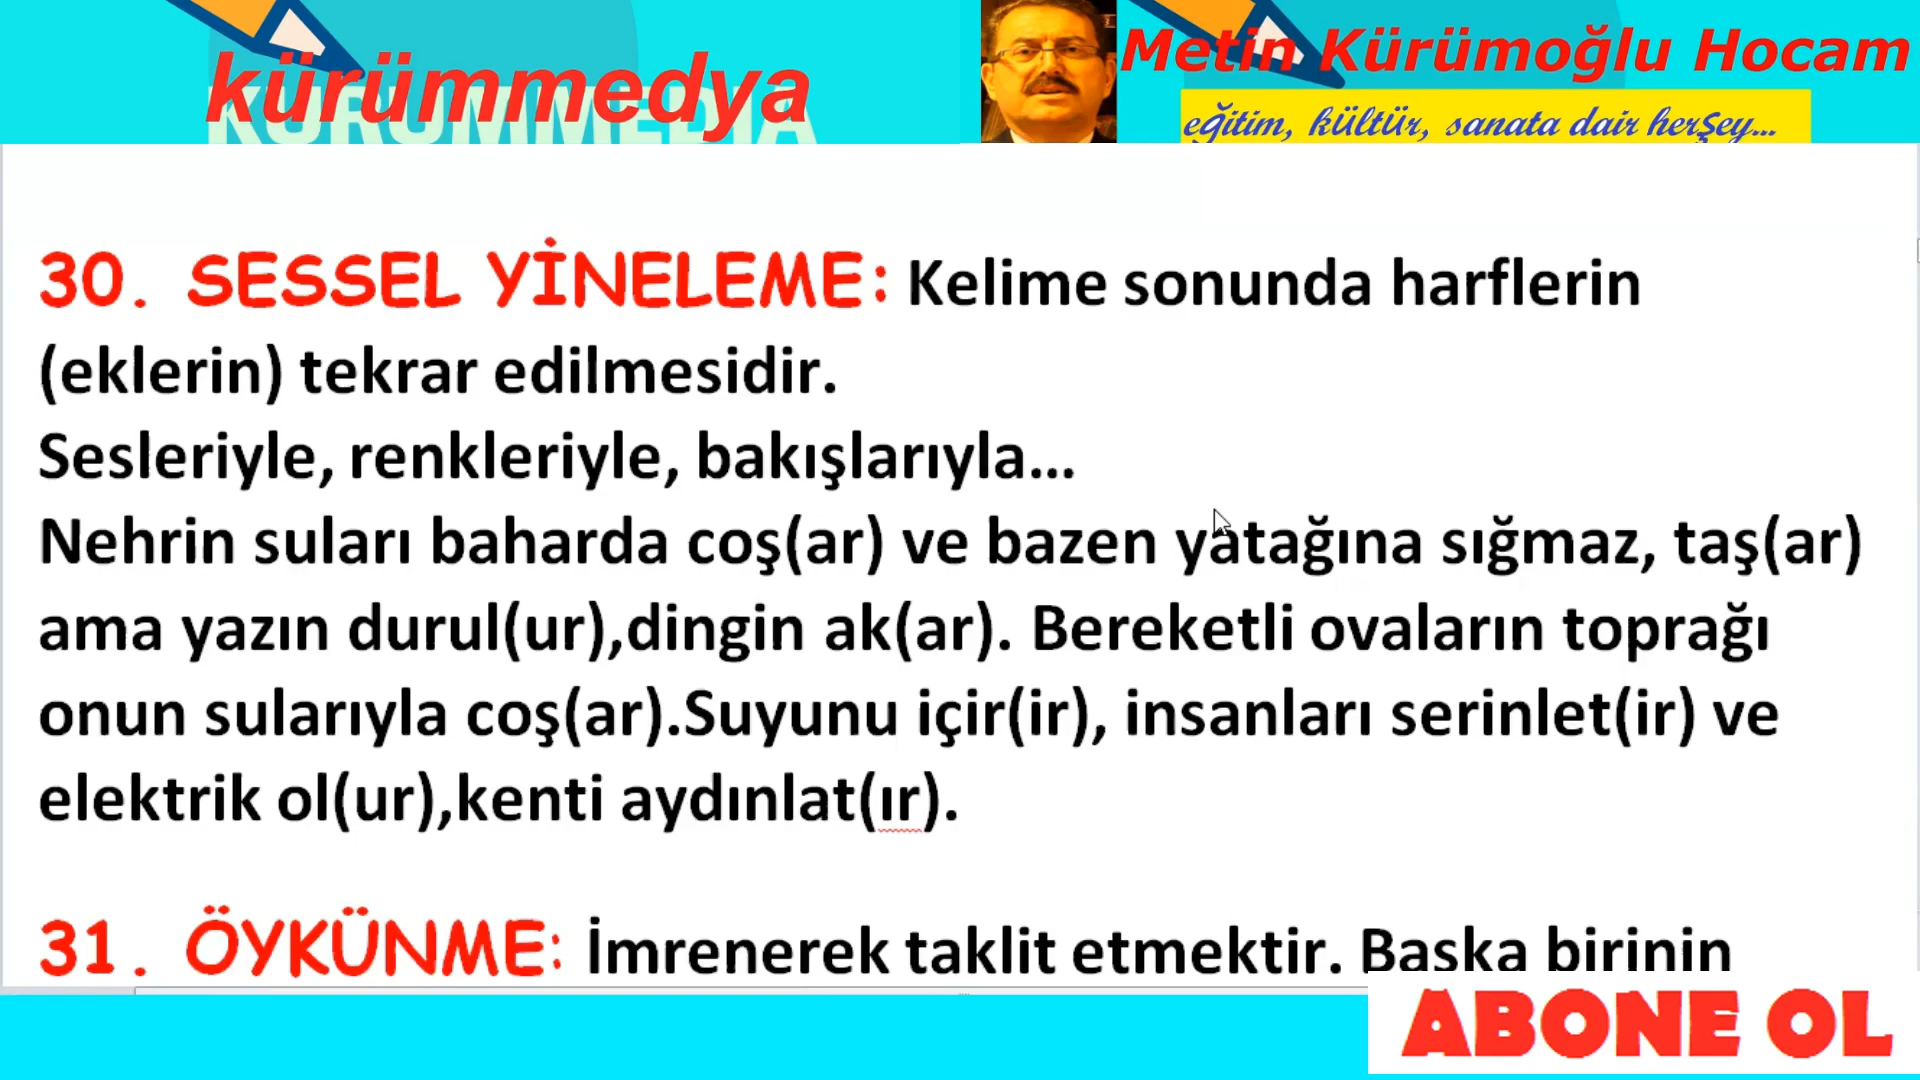 kürümmedya
KÜRÜMMEDIA
Metin Kürümoğlu Hocam
eğitim, kültür, sanata dair herşey...
30. SESSEL YİNELEME: Kelime sonunda harflerin
(eklerin) tekrar edilmesidir.
Sesleriyle, renkleriyle, bakışlarıyla...
Nehrin suları baharda coş(ar) ve bazen yatağına sığmaz, taş(ar)
ama yazın durul(ur),dingin ak(ar). Bereketli ovaların toprağı
onun sularıyla coş(ar).Suyunu içir(ir), insanları serinlet(ir) ve
elektrik ol(ur),kenti aydınlat(ır).
31. ÖYKÜNME: İmrenerek taklit etmektir. Başka birinin
ABONE OL